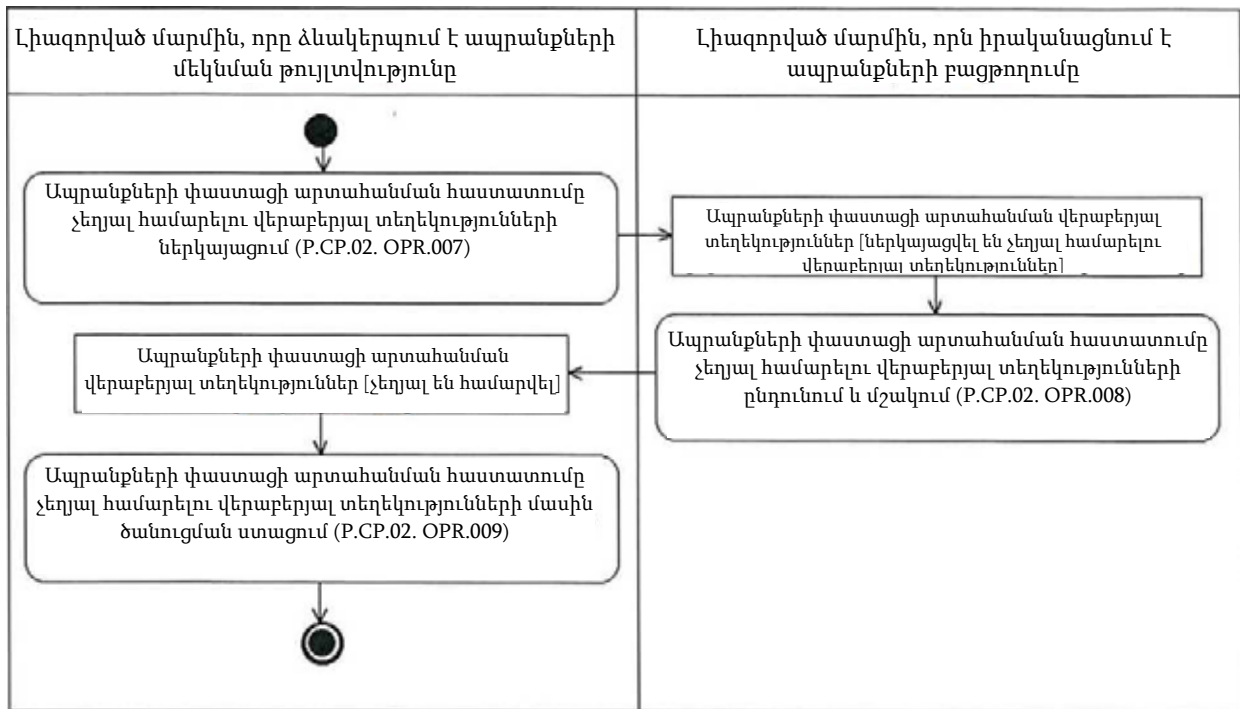 Լիազորված մարմին, որը ձևակերպում է ապրանքների
մեկնման թույլտվությունը
Լիազորված մարմին, որն իրականացնում է
ապրանքների բացթողումը
Ապրանքների փաստացի արտահանման հաստատումը
չեղյալ համարելու վերաբերյալ տեղեկությունների
ներկայացում (P.CP.02. OPR.007)
Ապրանքների փաստացի արտահանման վերաբերյալ
տեղեկություններ [ներկայացվել են չեղյալ համարելու
վերաբերյալ տեղեկություններ]
Ապրանքների փաստացի արտահանման հաստատումը
չեղյալ համարելու վերաբերյալ տեղեկությունների
ընդունում և մշակում (P.CP.02. OPR.008)
Ապրանքների փաստացի արտահանման
վերաբերյալ տեղեկություններ [չեղյալ են համարվել]
Ապրանքների փաստացի արտահանման հաստատումը
չեղյալ համարելու վերաբերյալ տեղեկությունների մասին
ծանուցման ստացում (P.CP.02. OPR.009)